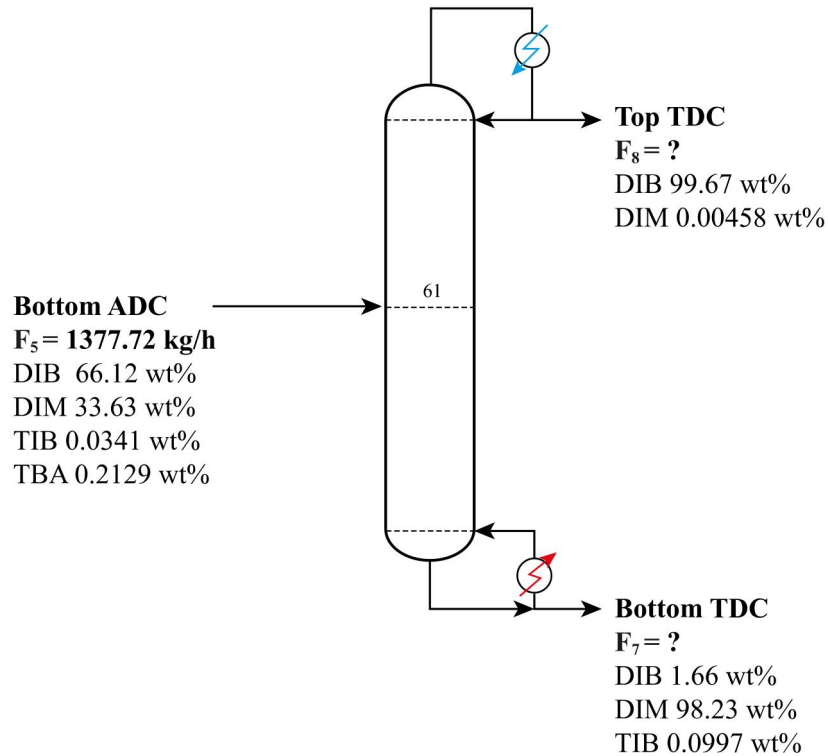 Top TDC
F₈ = ?
DIB 99.67 wt%
DIM 0.00458 wt%
61
Bottom ADC
F₅ = 1377.72 kg/h
DIB 66.12 wt%
DIM 33.63 wt%
TIB 0.0341 wt%
TBA 0.2129 wt%
Bottom TDC
F₇ = ?
DIB 1.66 wt%
DIM 98.23 wt%
TIB 0.0997 wt%